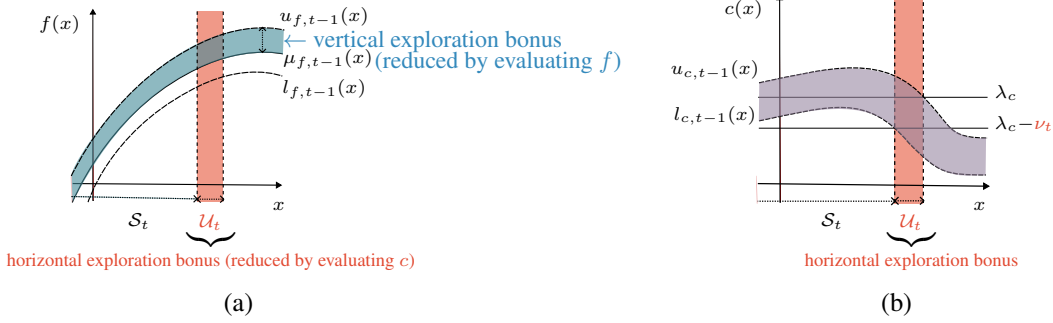 f(x)
u_{f,t−1}(x)
← vertical exploration bonus
μ_{f,t−1}(x) (reduced by evaluating f)
l_{f,t−1}(x)
x
S_t
U_t
horizontal exploration bonus (reduced by evaluating c)
(a)
c(x)
u_{c,t−1}(x)
λ_c
l_{c,t−1}(x)
λ_c−ν_t
x
S_t
U_t
horizontal exploration bonus
(b)